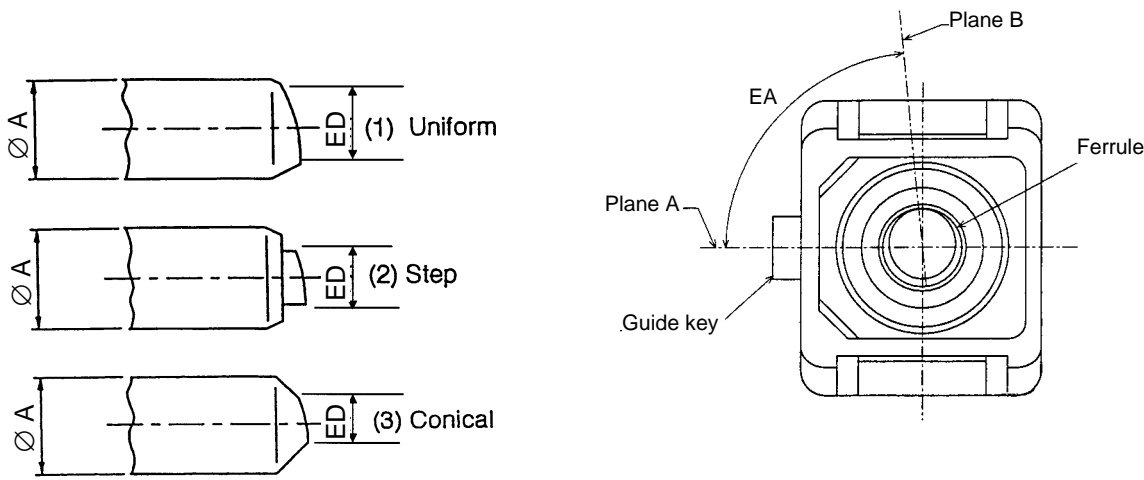 Ø A
ED
(1) Uniform
Ø A
ED
(2) Step
Ø A
ED
(3) Conical
Plane B
EA
Ferrule
Plane A
Guide key